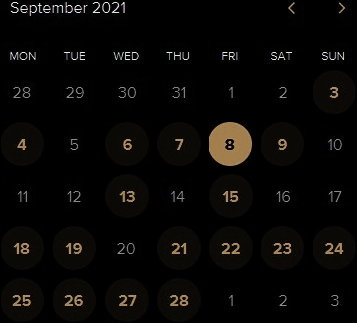 September 2021
MON TUE WED THU FRI SAT SUN
28 29 30 31 1 2 3
4 5 6 7 8 9 10
11 12 13 14 15 16 17
18 19 20 21 22 23 24
25 26 27 28 1 2 3